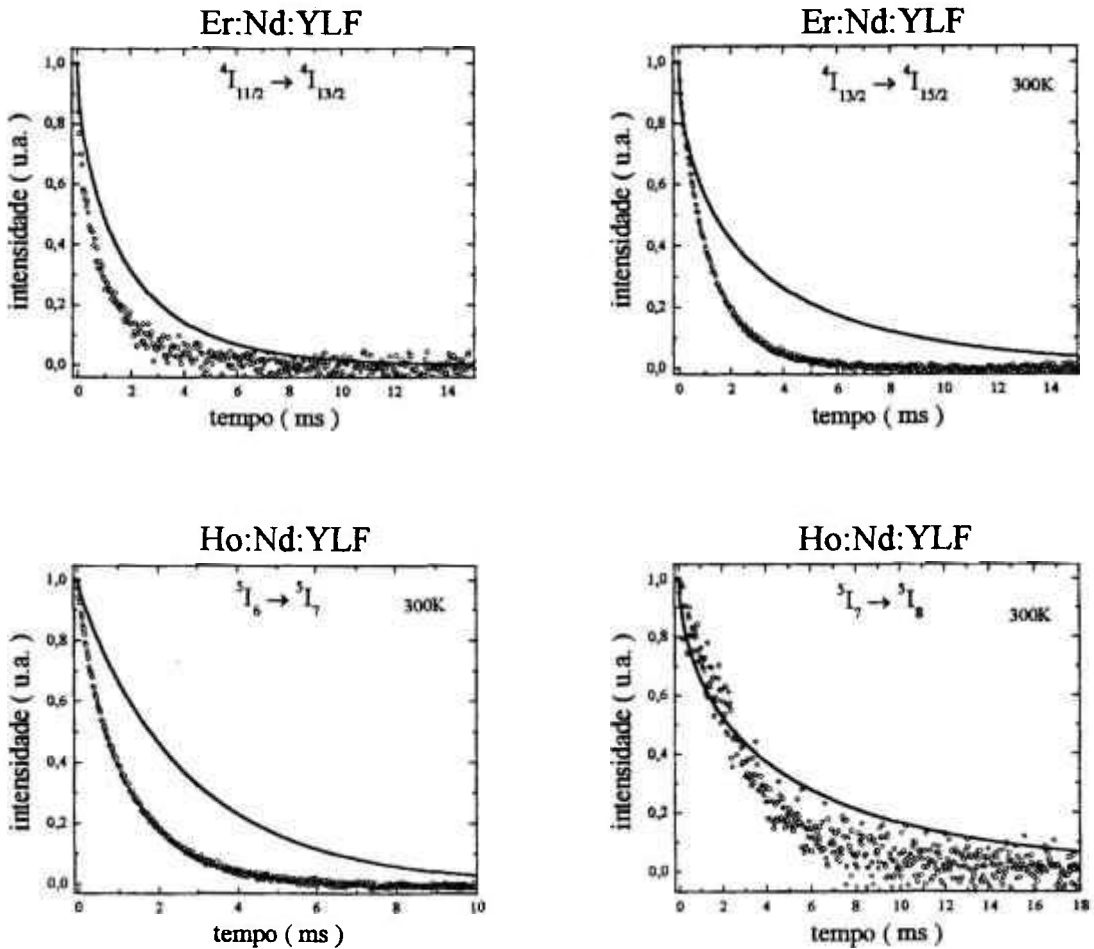 Er:Nd:YLF
⁴I₁₁/₂ → ⁴I₁₃/₂
intensidade ( u.a. )
1,0
0,8
0,6
0,4
0,2
0,0
0 2 4 6 8 10 12 14
tempo ( ms )
Er:Nd:YLF
⁴I₁₃/₂ → ⁴I₁₅/₂ 300K
intensidade ( u.a. )
1,0
0,8
0,6
0,4
0,2
0,0
0 2 4 6 8 10 12 14
tempo ( ms )
Ho:Nd:YLF
⁵I₆ → ⁵I₇ 300K
intensidade ( u.a. )
1,0
0,8
0,6
0,4
0,2
0,0
0 2 4 6 8 10
tempo ( ms )
Ho:Nd:YLF
⁵I₇ → ⁵I₈ 300K
intensidade ( u.a. )
1,0
0,8
0,6
0,4
0,2
0,0
0 2 4 6 8 10 12 14 16 18
tempo ( ms )